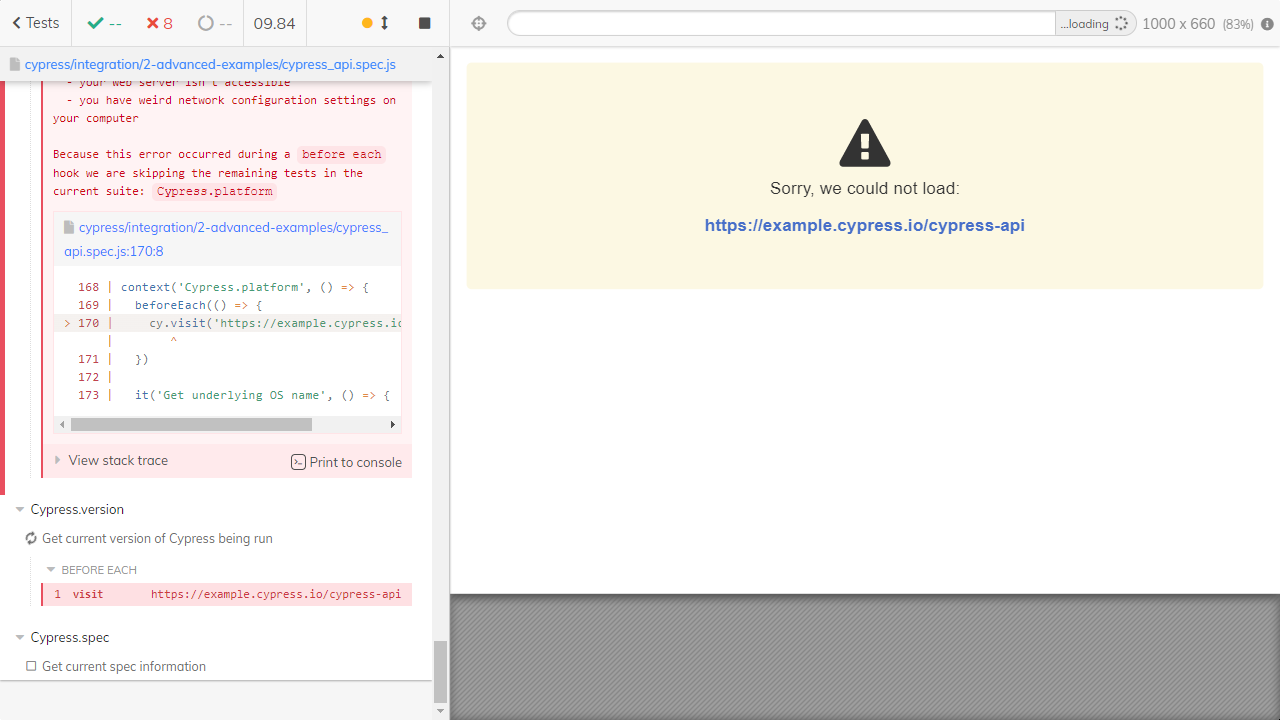 Tests
--
8
--
09.84
...loading
1000 x 660 (83%)
cypress/integration/2-advanced-examples/cypress_api.spec.js
- your web server isn't accessible
- you have weird network configuration settings on
your computer
Because this error occurred during a before each
hook we are skipping the remaining tests in the
current suite: Cypress.platform
cypress/integration/2-advanced-examples/cypress_
api.spec.js:170:8
168 | context('Cypress.platform', () => {
169 |   beforeEach(() => {
> 170 |     cy.visit('https://example.cypress.io
|        ^
171 |   })
172 |
173 |   it('Get underlying OS name', () => {
View stack trace
Print to console
Cypress.version
Get current version of Cypress being run
BEFORE EACH
1 visit https://example.cypress.io/cypress-api
Cypress.spec
Get current spec information
Sorry, we could not load:
https://example.cypress.io/cypress-api